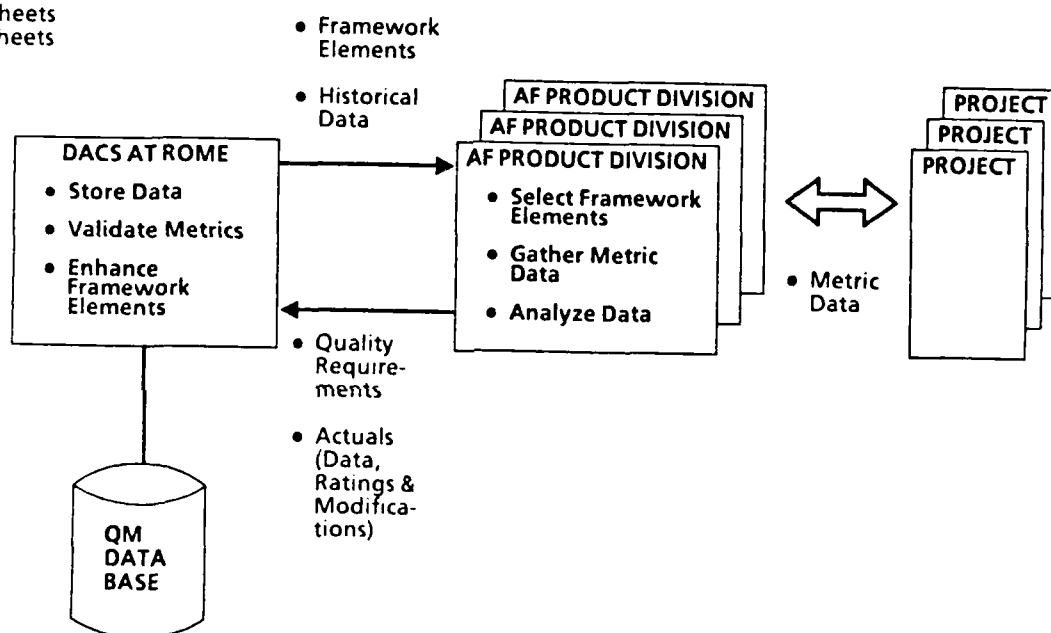 heets
heets
• Framework
Elements
• Historical
Data
DACS AT ROME
• Store Data
• Validate Metrics
• Enhance
Framework
Elements
AF PRODUCT DIVISION
AF PRODUCT DIVISION
AF PRODUCT DIVISION
• Select Framework
Elements
• Gather Metric
Data
• Analyze Data
PROJECT
PROJECT
PROJECT
• Metric
Data
• Quality
Require-
ments
• Actuals
(Data,
Ratings &
Modifica-
tions)
QM
DATA
BASE